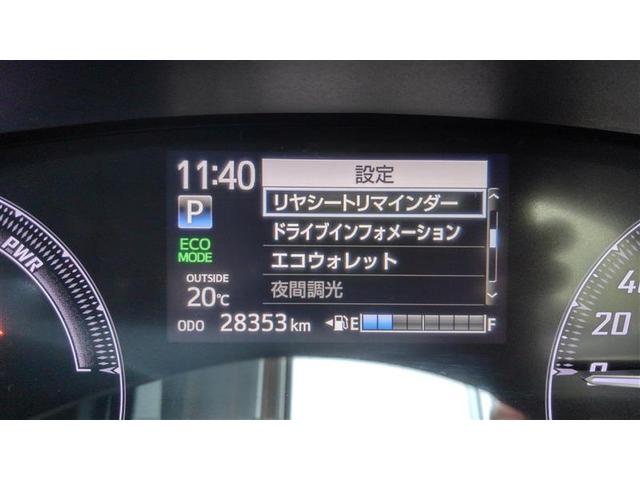 11:40
設定
P
リヤシートリマインダー
ECO
MODE
ドライブインフォメーション
エコウォレット
OUTSIDE
20℃
夜間調光
ODO 28353 km
E F
PWR
40
20
0